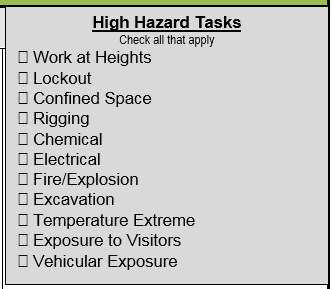 High Hazard Tasks
Check all that apply
☐ Work at Heights
☐ Lockout
☐ Confined Space
☐ Rigging
☐ Chemical
☐ Electrical
☐ Fire/Explosion
☐ Excavation
☐ Temperature Extreme
☐ Exposure to Visitors
☐ Vehicular Exposure